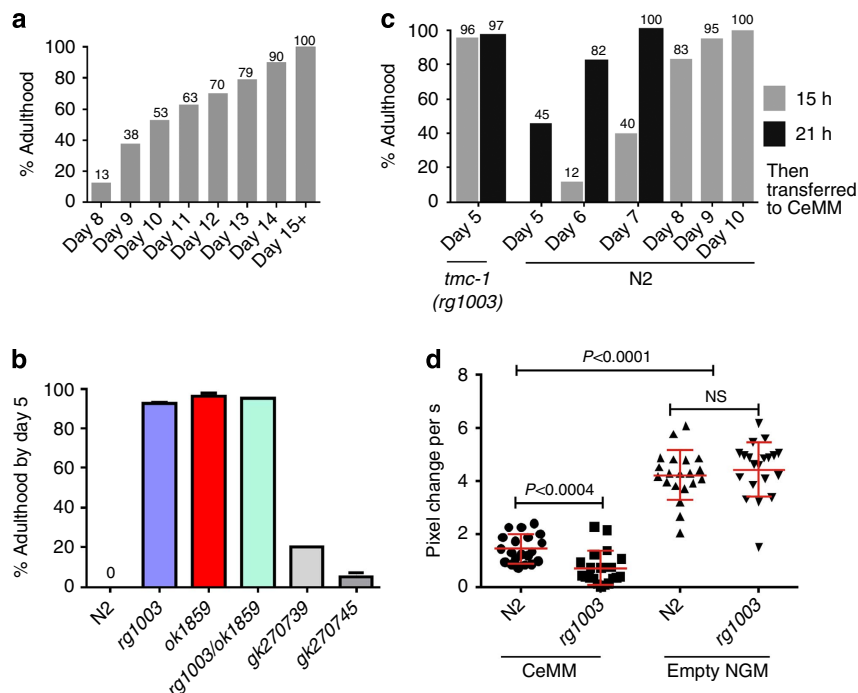 a
% Adulthood
100
80
60
40
20
0
13
38
53
63
70
79
90
100
Day 8
Day 9
Day 10
Day 11
Day 12
Day 13
Day 14
Day 15+
c
% Adulthood
100
80
60
40
20
0
96
97
45
12
82
40
100
83
95
100
Day 5
Day 5
Day 6
Day 7
Day 8
Day 9
Day 10
tmc-1
(rg1003)
N2
15 h
21 h
Then
transferred
to CeMM
b
% Adulthood by day 5
100
80
60
40
20
0
0
N2
rg1003
ok1859
rg1003/ok1859
gk270739
gk270745
d
Pixel change per s
8
6
4
2
0
P<0.0001
NS
P<0.0004
N2
rg1003
N2
rg1003
CeMM
Empty NGM